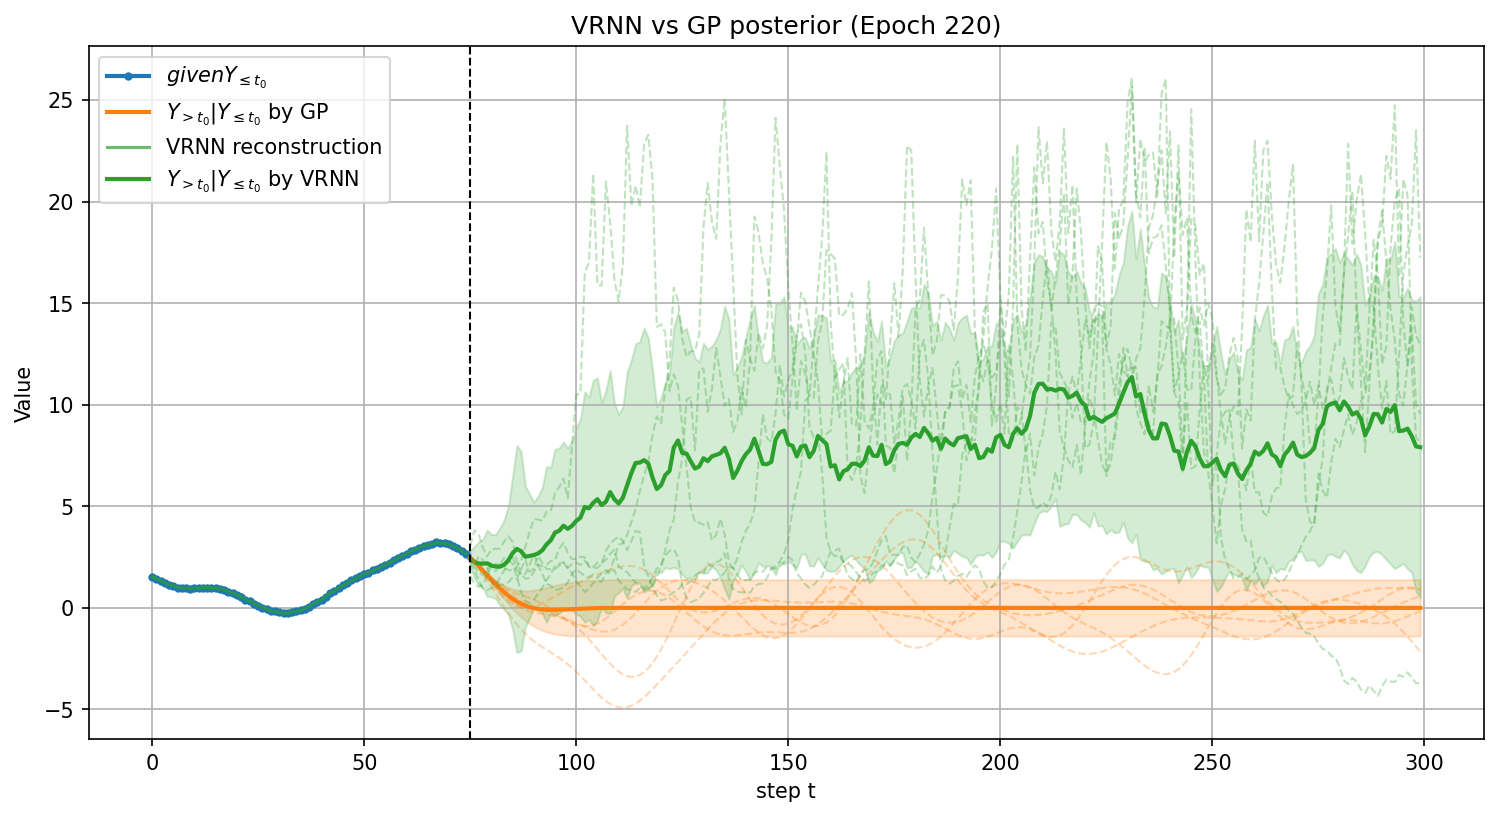 VRNN vs GP posterior (Epoch 220)
givenY≤t₀
Y>t₀|Y≤t₀ by GP
VRNN reconstruction
Y>t₀|Y≤t₀ by VRNN
25
20
15
10
5
0
−5
Value
0 50 100 150 200 250 300
step t